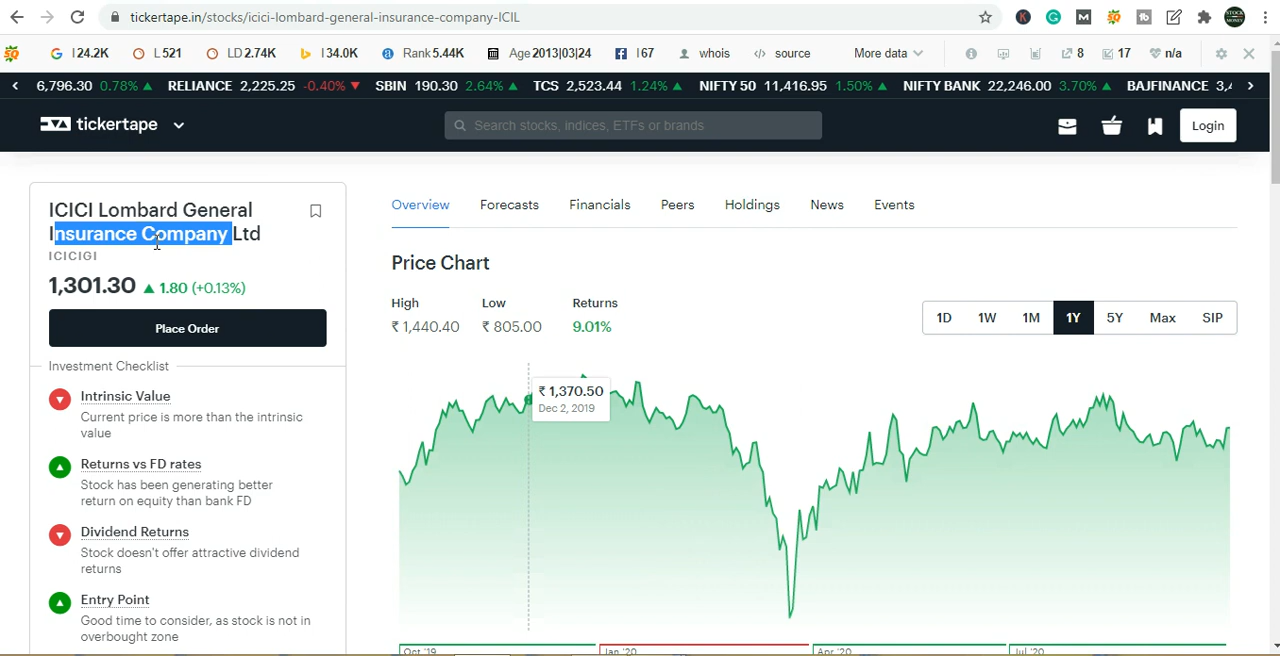 tickertape.in/stocks/icici-lombard-general-insurance-company-ICIL
I 24.2K L 521 LD 2.74K I 34.0K Rank 5.44K Age 2013|03|24 I 67 whois source More data 8 17 n/a
6,796.30 0.78% ▲ RELIANCE 2,225.25 -0.40% ▼ SBIN 190.30 2.64% ▲ TCS 2,523.44 1.24% ▲ NIFTY 50 11,416.95 1.50% ▲ NIFTY BANK 22,246.00 3.70% ▲ BAJFINANCE 3,4
tickertape Search stocks, indices, ETFs or brands Login
ICICI Lombard General
Insurance Company Ltd
ICICIGI
1,301.30 ▲ 1.80 (+0.13%)
Place Order
Investment Checklist
Intrinsic Value
Current price is more than the intrinsic
value
Returns vs FD rates
Stock has been generating better
return on equity than bank FD
Dividend Returns
Stock doesn't offer attractive dividend
returns
Entry Point
Good time to consider, as stock is not in
overbought zone
Overview Forecasts Financials Peers Holdings News Events
Price Chart
High Low Returns
₹ 1,440.40 ₹ 805.00 9.01%
1D 1W 1M 1Y 5Y Max SIP
₹ 1,370.50
Dec 2, 2019
Oct '19 Jan '20 Apr '20 Jul '20